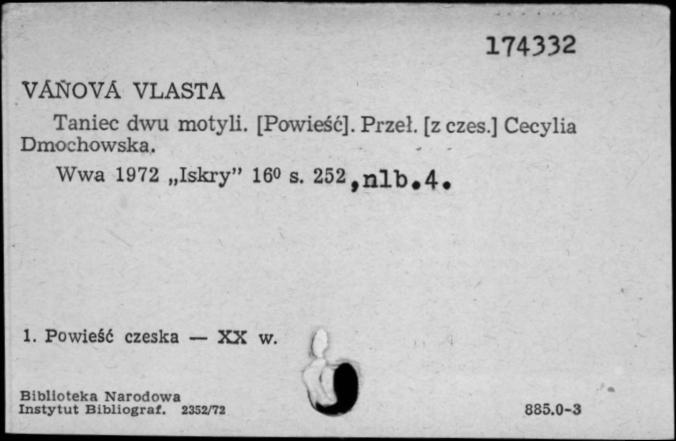 174332
VÁŇOVÁ VLASTA
Taniec dwu motyli. [Powieść]. Przeł. [z czes.] Cecylia
Dmochowska.
Wwa 1972 „Iskry” 16⁰ s. 252,nlb.4.
1. Powieść czeska — XX w.
Biblioteka Narodowa
Instytut Bibliograf. 2352/72
885.0-3